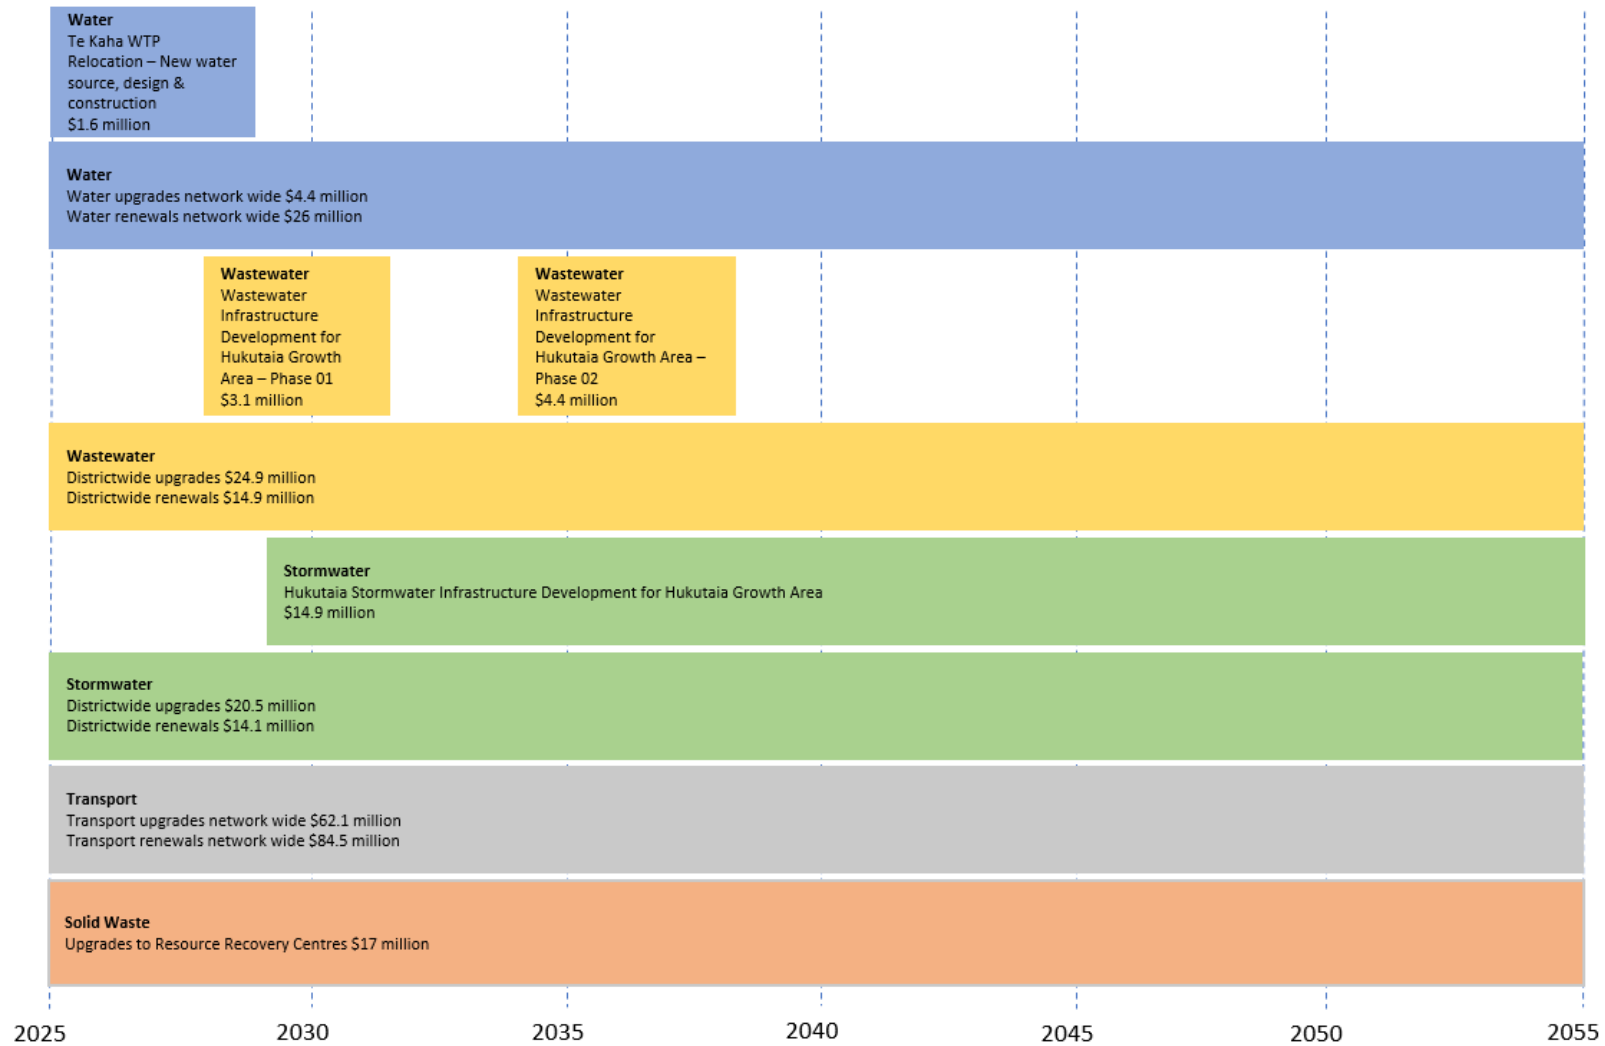 Water
Te Kaha WTP
Relocation – New water
source, design &
construction
$1.6 million
Water
Water upgrades network wide $4.4 million
Water renewals network wide $26 million
Wastewater
Wastewater
Infrastructure
Development for
Hukutaia Growth
Area – Phase 01
$3.1 million
Wastewater
Wastewater
Infrastructure
Development for
Hukutaia Growth Area –
Phase 02
$4.4 million
Wastewater
Districtwide upgrades $24.9 million
Districtwide renewals $14.9 million
Stormwater
Hukutaia Stormwater Infrastructure Development for Hukutaia Growth Area
$14.9 million
Stormwater
Districtwide upgrades $20.5 million
Districtwide renewals $14.1 million
Transport
Transport upgrades network wide $62.1 million
Transport renewals network wide $84.5 million
Solid Waste
Upgrades to Resource Recovery Centres $17 million
2025 2030 2035 2040 2045 2050 2055